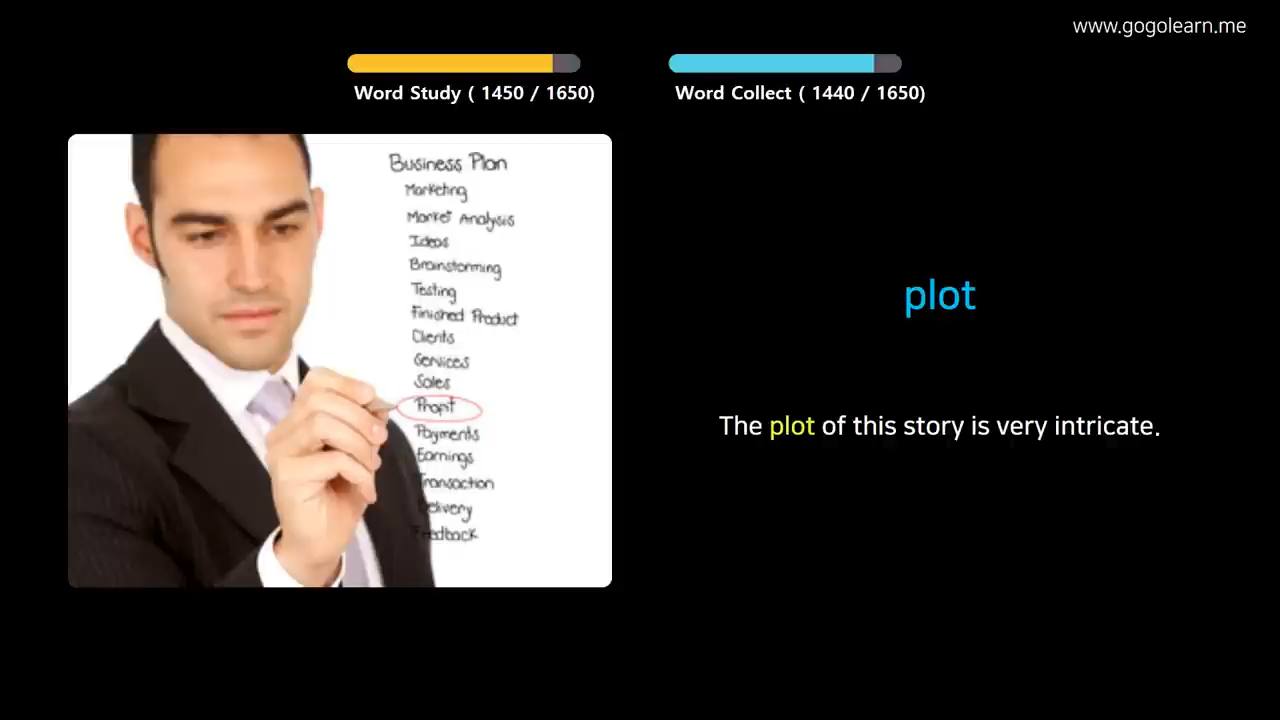 www.gogolearn.me
Word Study ( 1450 / 1650)
Word Collect ( 1440 / 1650)
Business Plan
Marketing
Market Analysis
Ideas
Brainstorming
Testing
Finished Product
Clients
Services
Sales
Profit
Payments
Earnings
Transaction
Delivery
Feedback
plot
The plot of this story is very intricate.